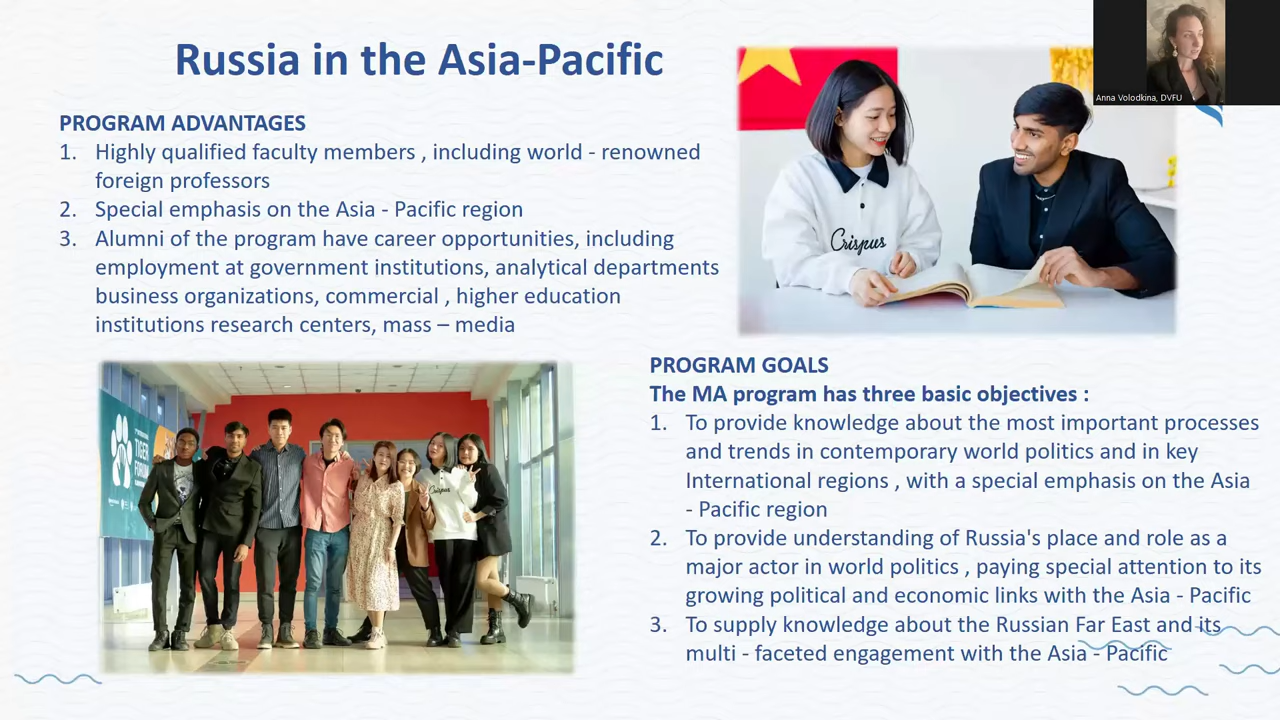 Russia in the Asia-Pacific
PROGRAM ADVANTAGES
1. Highly qualified faculty members , including world - renowned
foreign professors
2. Special emphasis on the Asia - Pacific region
3. Alumni of the program have career opportunities, including
employment at government institutions, analytical departments
business organizations, commercial , higher education
institutions research centers, mass – media
Crispus
Anna Volodkina, DVFU
TIGER
FORUM
Crispus
PROGRAM GOALS
The MA program has three basic objectives :
1. To provide knowledge about the most important processes
and trends in contemporary world politics and in key
International regions , with a special emphasis on the Asia
- Pacific region
2. To provide understanding of Russia's place and role as a
major actor in world politics , paying special attention to its
growing political and economic links with the Asia - Pacific
3. To supply knowledge about the Russian Far East and its
multi - faceted engagement with the Asia - Pacific